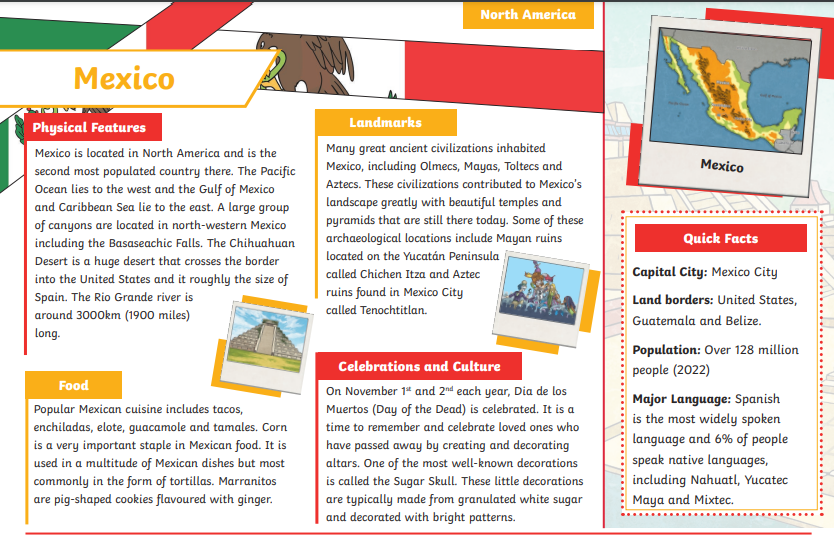 North America
Mexico
Physical Features
Mexico is located in North America and is the
second most populated country there. The Pacific
Ocean lies to the west and the Gulf of Mexico
and Caribbean Sea lie to the east. A large group
of canyons are located in north-western Mexico
including the Basaseachic Falls. The Chihuahuan
Desert is a huge desert that crosses the border
into the United States and it roughly the size of
Spain. The Rio Grande river is
around 3000km (1900 miles)
long.
Food
Popular Mexican cuisine includes tacos,
enchiladas, elote, guacamole and tamales. Corn
is a very important staple in Mexican food. It is
used in a multitude of Mexican dishes but most
commonly in the form of tortillas. Marranitos
are pig-shaped cookies flavoured with ginger.
Landmarks
Many great ancient civilizations inhabited
Mexico, including Olmecs, Mayas, Toltecs and
Aztecs. These civilizations contributed to Mexico's
landscape greatly with beautiful temples and
pyramids that are still there today. Some of these
archaeological locations include Mayan ruins
located on the Yucatán Peninsula
called Chichen Itza and Aztec
ruins found in Mexico City
called Tenochtitlan.
Celebrations and Culture
On November 1st and 2nd each year, Día de los
Muertos (Day of the Dead) is celebrated. It is a
time to remember and celebrate loved ones who
have passed away by creating and decorating
altars. One of the most well-known decorations
is called the Sugar Skull. These little decorations
are typically made from granulated white sugar
and decorated with bright patterns.
Mexico
Quick Facts
Capital City: Mexico City
Land borders: United States,
Guatemala and Belize.
Population: Over 128 million
people (2022)
Major Language: Spanish
is the most widely spoken
language and 6% of people
speak native languages,
including Nahuatl, Yucatec
Maya and Mixtec.